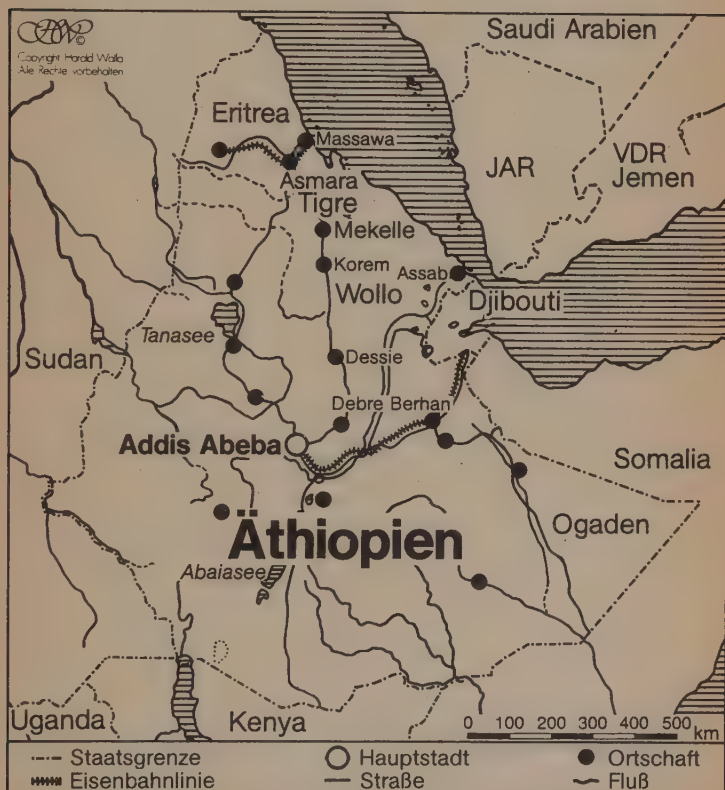 Copyright Harald Walla
Alle Rechte vorbehalten
Saudi Arabien
Eritrea
Massawa
JAR
VDR
Jemen
Asmara
Tigre
Mekelle
Korem
Assab
Wollo
Djibouti
Tanasee
Sudan
Dessie
Debre Berhan
Addis Abeba
Somalia
Ogaden
Äthiopien
Abaiasee
Uganda
Kenya
0 100 200 300 400 500 km
Staatsgrenze
Hauptstadt
Ortschaft
Eisenbahnlinie
Straße
Fluß